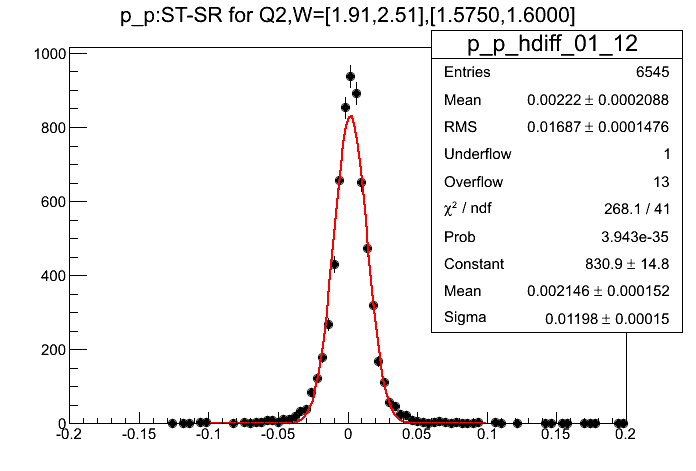 p_p:ST-SR for Q2,W=[1.91,2.51],[1.5750,1.6000]
p_p_hdiff_01_12
Entries 6545
Mean 0.00222 ± 0.0002088
RMS 0.01687 ± 0.0001476
Underflow 1
Overflow 13
χ² / ndf 268.1 / 41
Prob 3.943e-35
Constant 830.9 ± 14.8
Mean 0.002146 ± 0.000152
Sigma 0.01198 ± 0.00015
1000
800
600
400
200
0
-0.2 -0.15 -0.1 -0.05 0 0.05 0.1 0.15 0.2